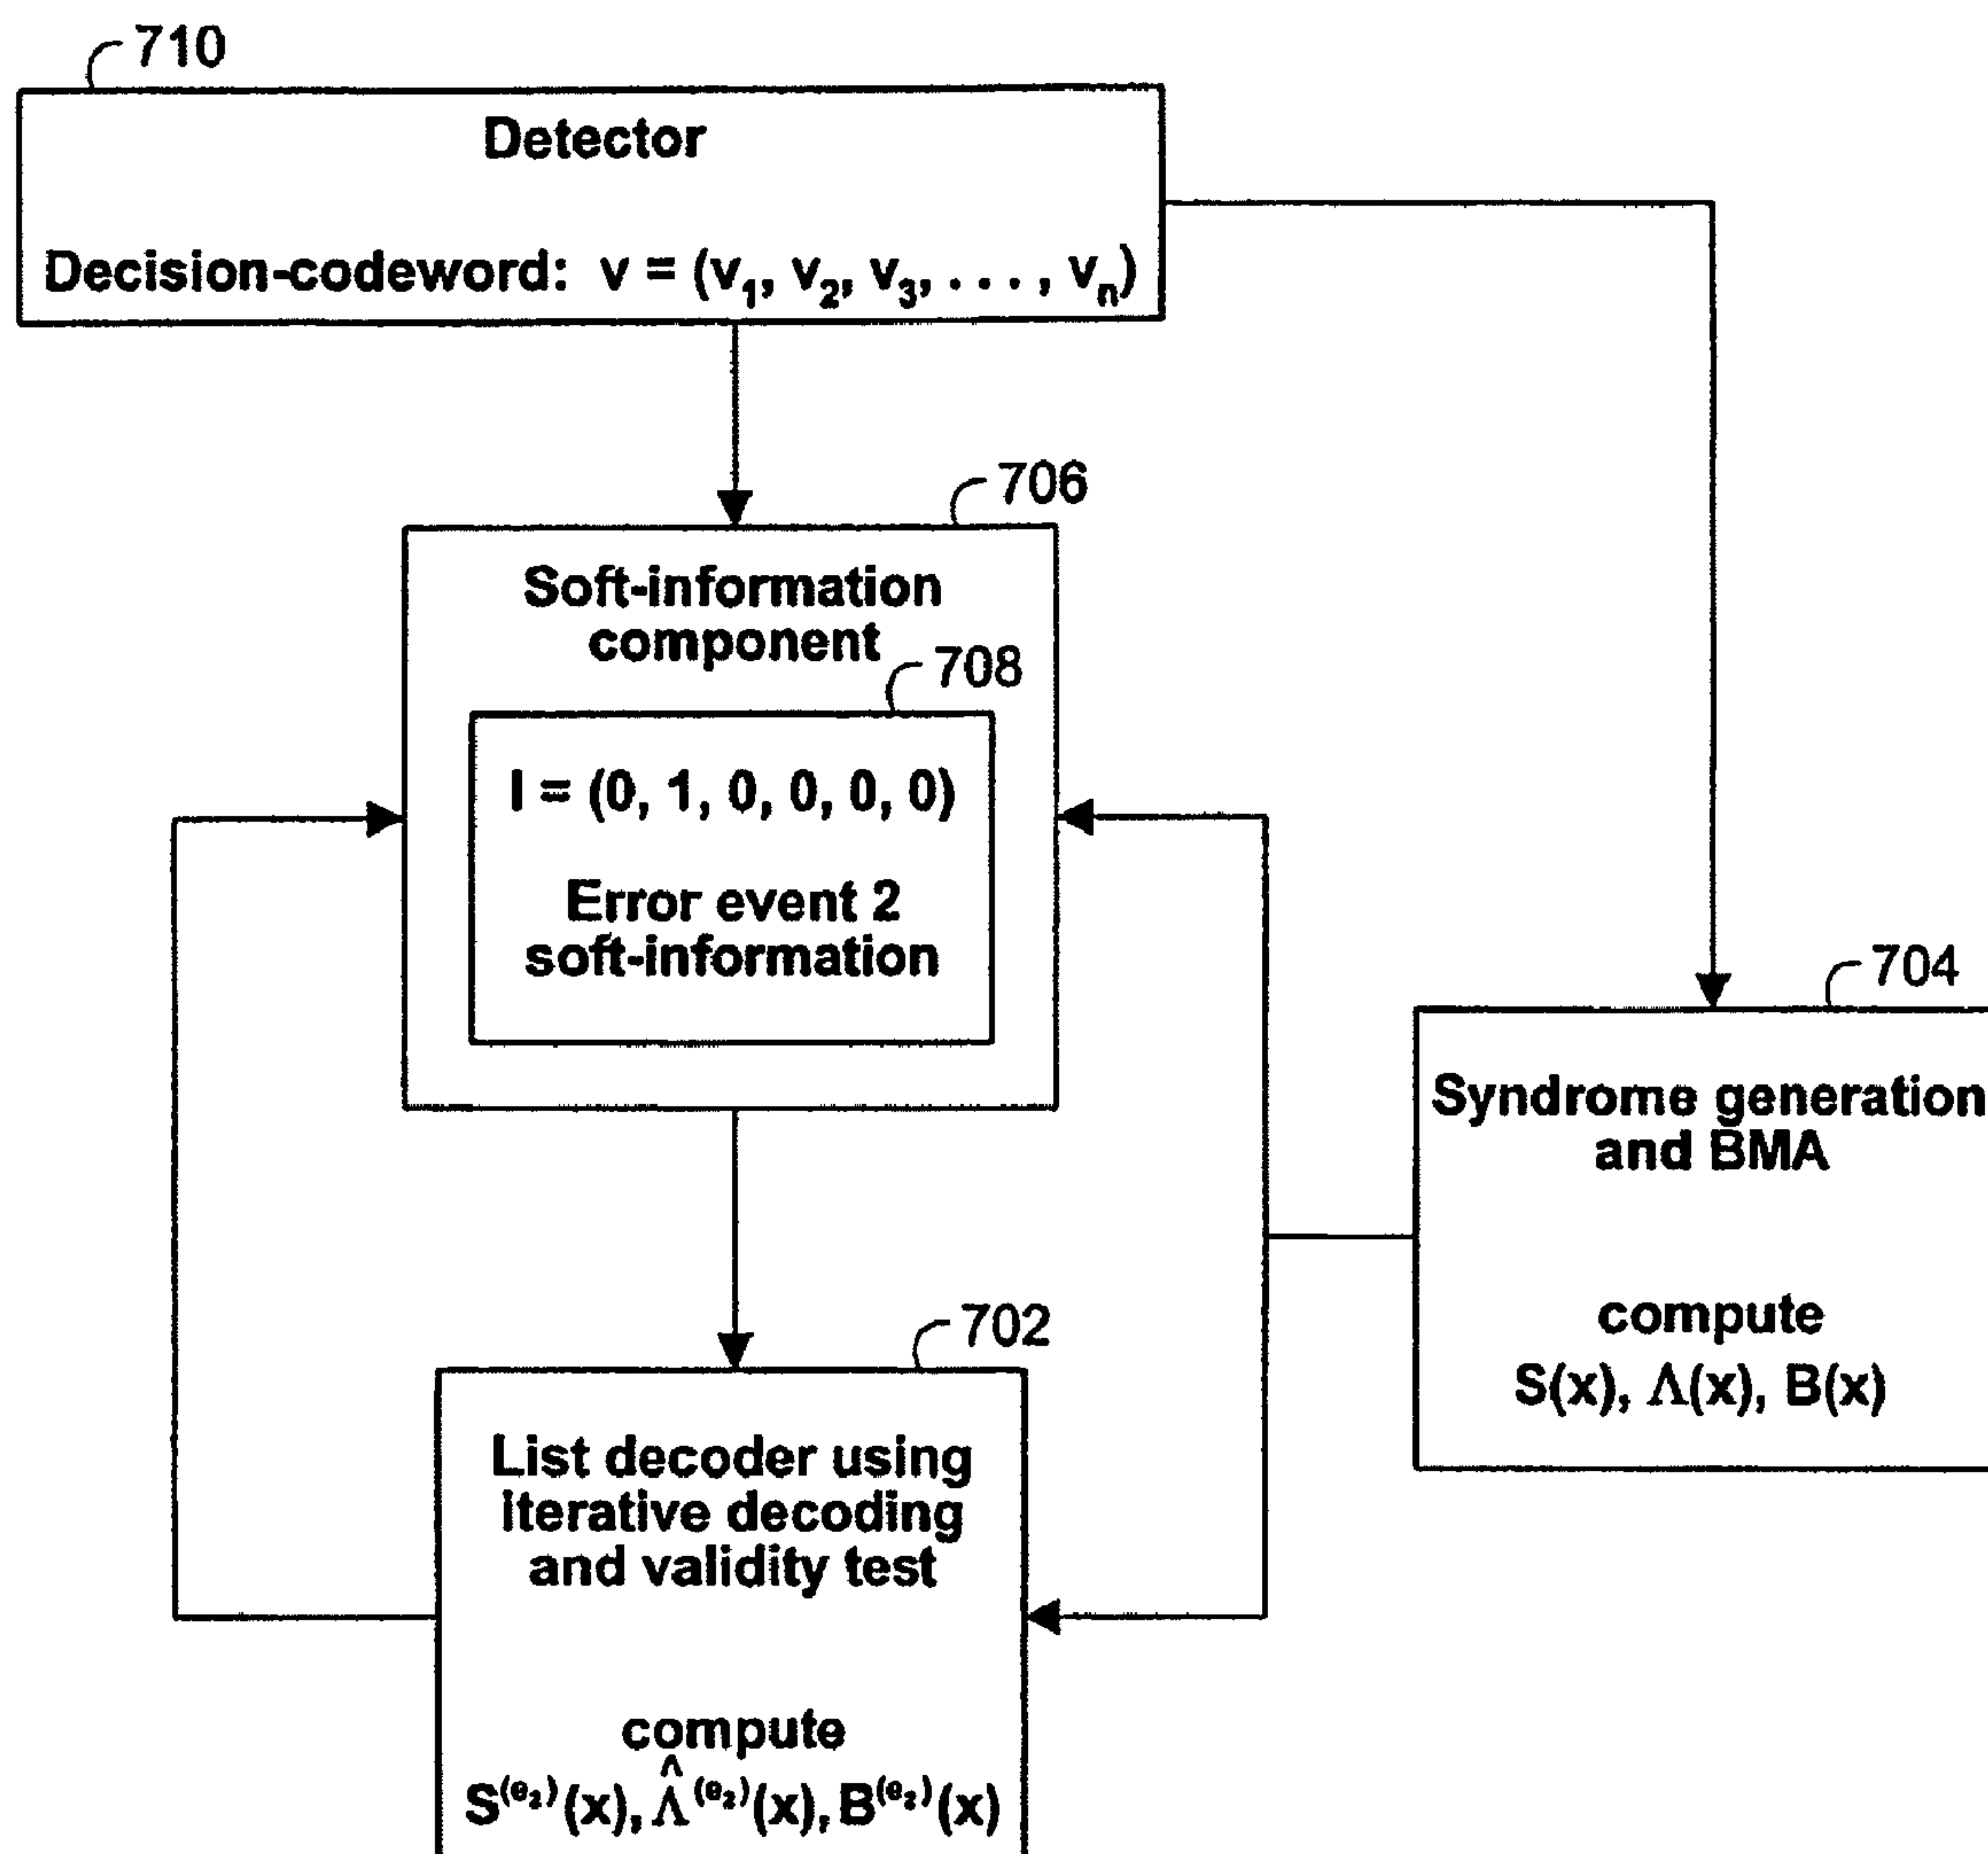 710
Detector
Decision-codeword: v = (v₁, v₂, v₃, . . . , vₙ)
706
Soft-information
component
708
I = (0, 1, 0, 0, 0, 0)
Error event 2
soft-information
704
Syndrome generation
and BMA
compute
S(x), Λ(x), B(x)
702
List decoder using
iterative decoding
and validity test
compute
S^(e₂)(x), Λ̂^(e₂)(x), B^(e₂)(x)